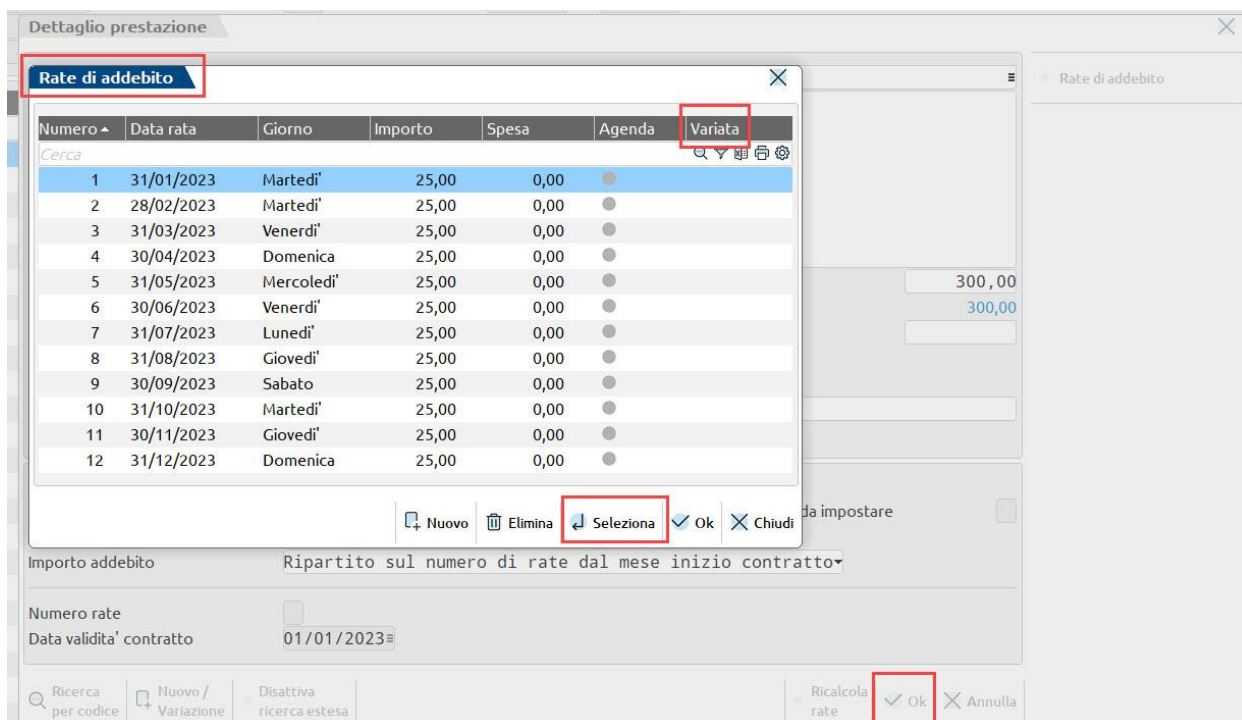 Dettaglio prestazione
Rate di addebito
Rate di addebito
Numero Data rata Giorno Importo Spesa Agenda Variata
Cerca
1 31/01/2023 Martedi' 25,00 0,00
2 28/02/2023 Martedi' 25,00 0,00
3 31/03/2023 Venerdi' 25,00 0,00
4 30/04/2023 Domenica 25,00 0,00
5 31/05/2023 Mercoledi' 25,00 0,00
6 30/06/2023 Venerdi' 25,00 0,00
7 31/07/2023 Lunedi' 25,00 0,00
8 31/08/2023 Giovedi' 25,00 0,00
9 30/09/2023 Sabato 25,00 0,00
10 31/10/2023 Martedi' 25,00 0,00
11 30/11/2023 Giovedi' 25,00 0,00
12 31/12/2023 Domenica 25,00 0,00
300,00
300,00
Nuovo Elimina Seleziona Ok Chiudi
da impostare
Importo addebito Ripartito sul numero di rate dal mese inizio contratto
Numero rate
Data validita' contratto 01/01/2023
Ricerca per codice
Nuovo / Variazione
Disattiva ricerca estesa
Ricalcola rate
Ok
Annulla